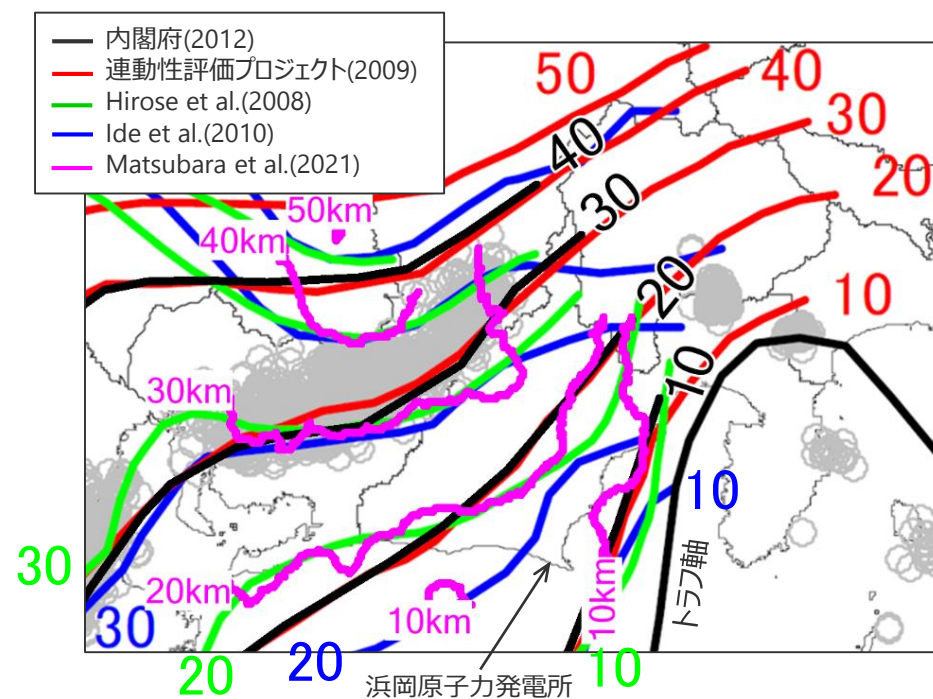 内閣府(2012)
連動性評価プロジェクト(2009)
Hirose et al.(2008)
Ide et al.(2010)
Matsubara et al.(2021)
50
40
30
20
10
40
30
20
10
50km
40km
30km
20km
10km
10km
10
30
30
20
20
10
トラフ軸
浜岡原子力発電所